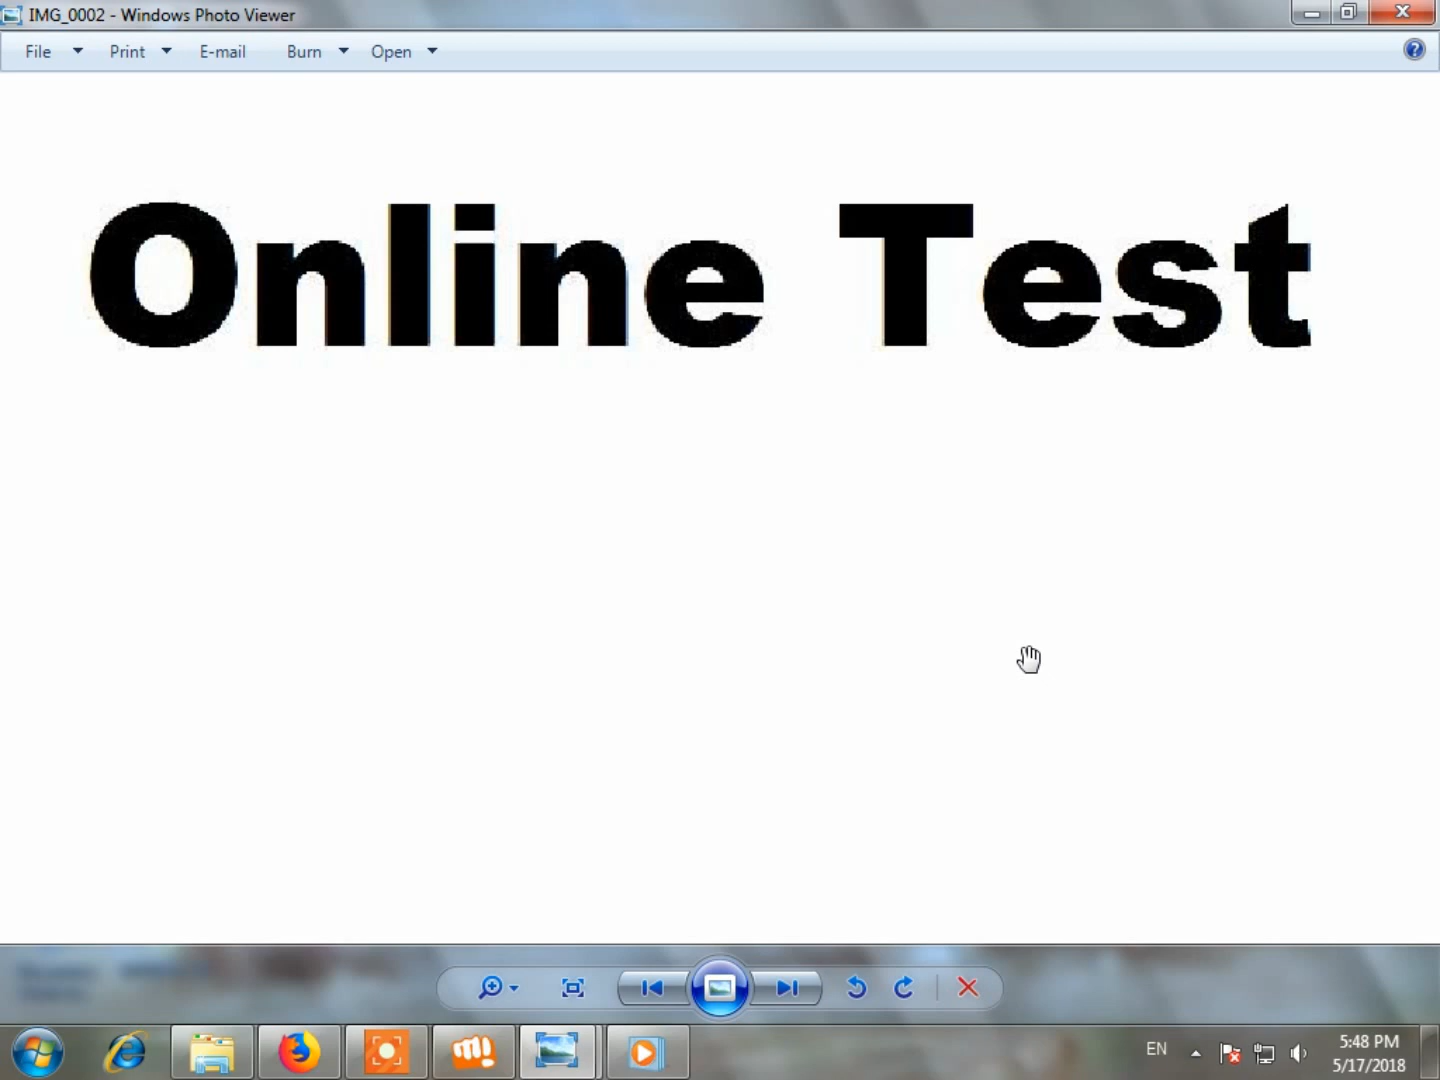 IMG_0002 - Windows Photo Viewer
File Print E-mail Burn Open
Online Test
EN
5:48 PM
5/17/2018